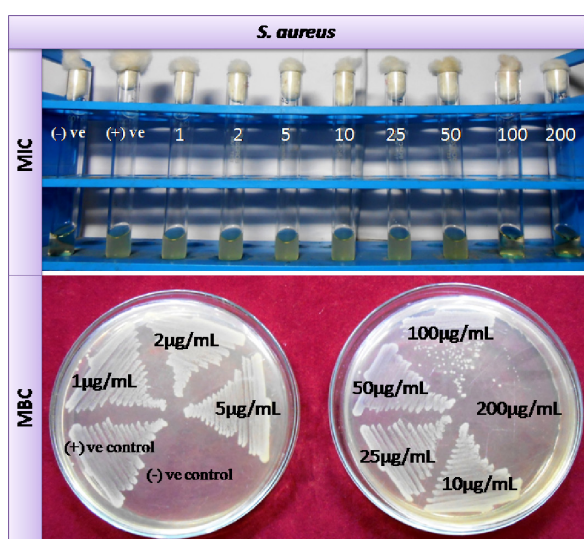 S. aureus
MIC
(-) ve (+) ve 1 2 5 10 25 50 100 200
MBC
2µg/mL
1µg/mL
5µg/mL
(+) ve control
(-) ve control
100µg/mL
50µg/mL
200µg/mL
25µg/mL
10µg/mL